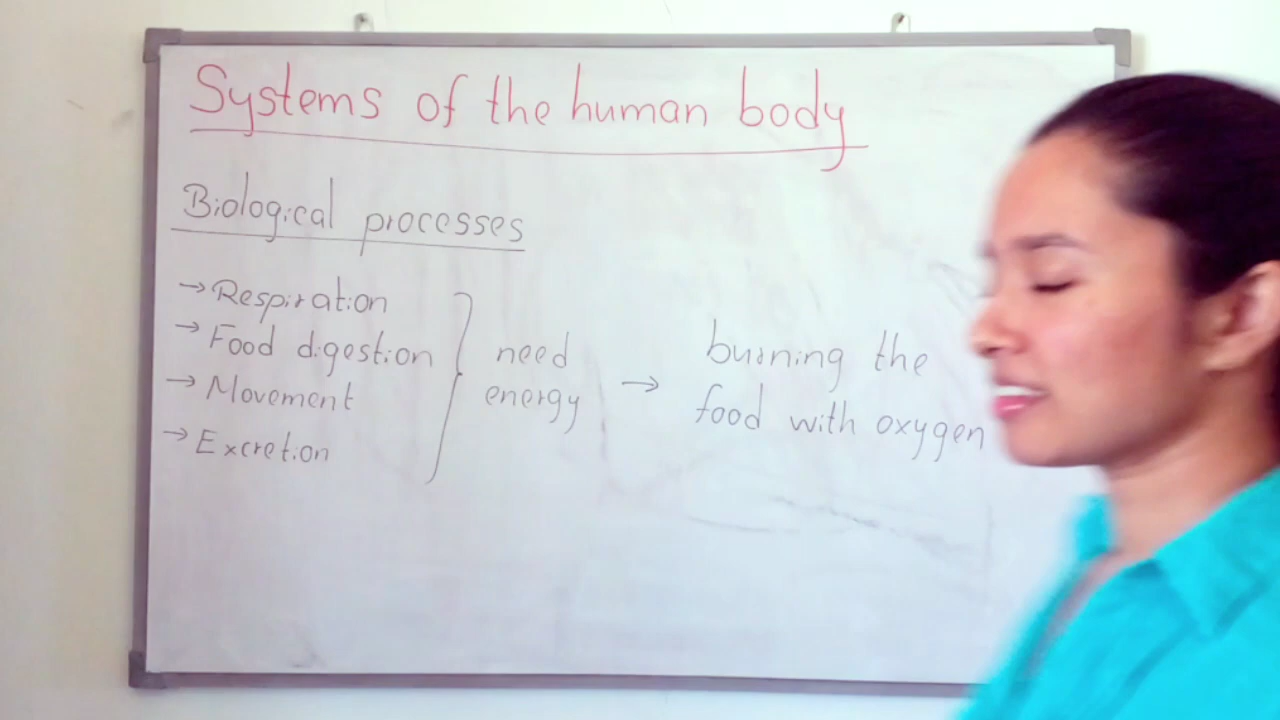 Systems of the human body
Biological processes
→ Respiration
→ Food digestion
→ Movement
→ Excretion
need
energy
→
burning the
food with oxygen